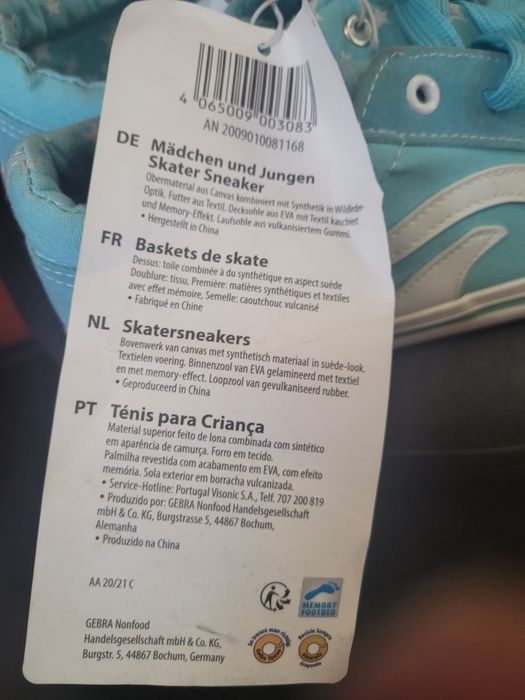 4 065009 003083
AN 2009010081168
DE Mädchen und Jungen
Skater Sneaker
Obermaterial aus Canvas kombiniert mit Synthetik in Wildleder-
Optik. Futter aus Textil. Decksohle aus EVA mit Textil kaschiert
und Memory-Effekt. Laufsohle aus vulkanisiertem Gummi.
• Hergestellt in China
FR Baskets de skate
Dessus: toile combinée à du synthétique en aspect suède
Doublure: tissu, Première: matières synthétiques et textiles
avec effet mémoire, Semelle: caoutchouc vulcanisé
• Fabriqué en Chine
NL Skatersneakers
Bovenwerk van canvas met synthetisch materiaal in suède-look.
Textielen voering. Binnenzool van EVA gelamineerd met textiel
en met memory-effect. Loopzool van gevulkaniseerd rubber.
• Geproduceerd in China
PT Ténis para Criança
Material superior feito de lona combinada com sintético
em aparência de camurça. Forro em tecido.
Palmilha revestida com acabamento em EVA, com efeito
memória. Sola exterior em borracha vulcanizada.
• Service-Hotline: Portugal Visonic S.A., Telf. 707 200 819
• Produzido por: GEBRA Nonfood Handelsgesellschaft
mbH & Co. KG, Burgstrasse 5, 44867 Bochum,
Alemanha
• Produzido na China
AA 20/21 C
MEMORY
FOOTBED
GEBRA Nonfood
Handelsgesellschaft mbH & Co. KG,
Burgstr. 5, 44867 Bochum, Germany